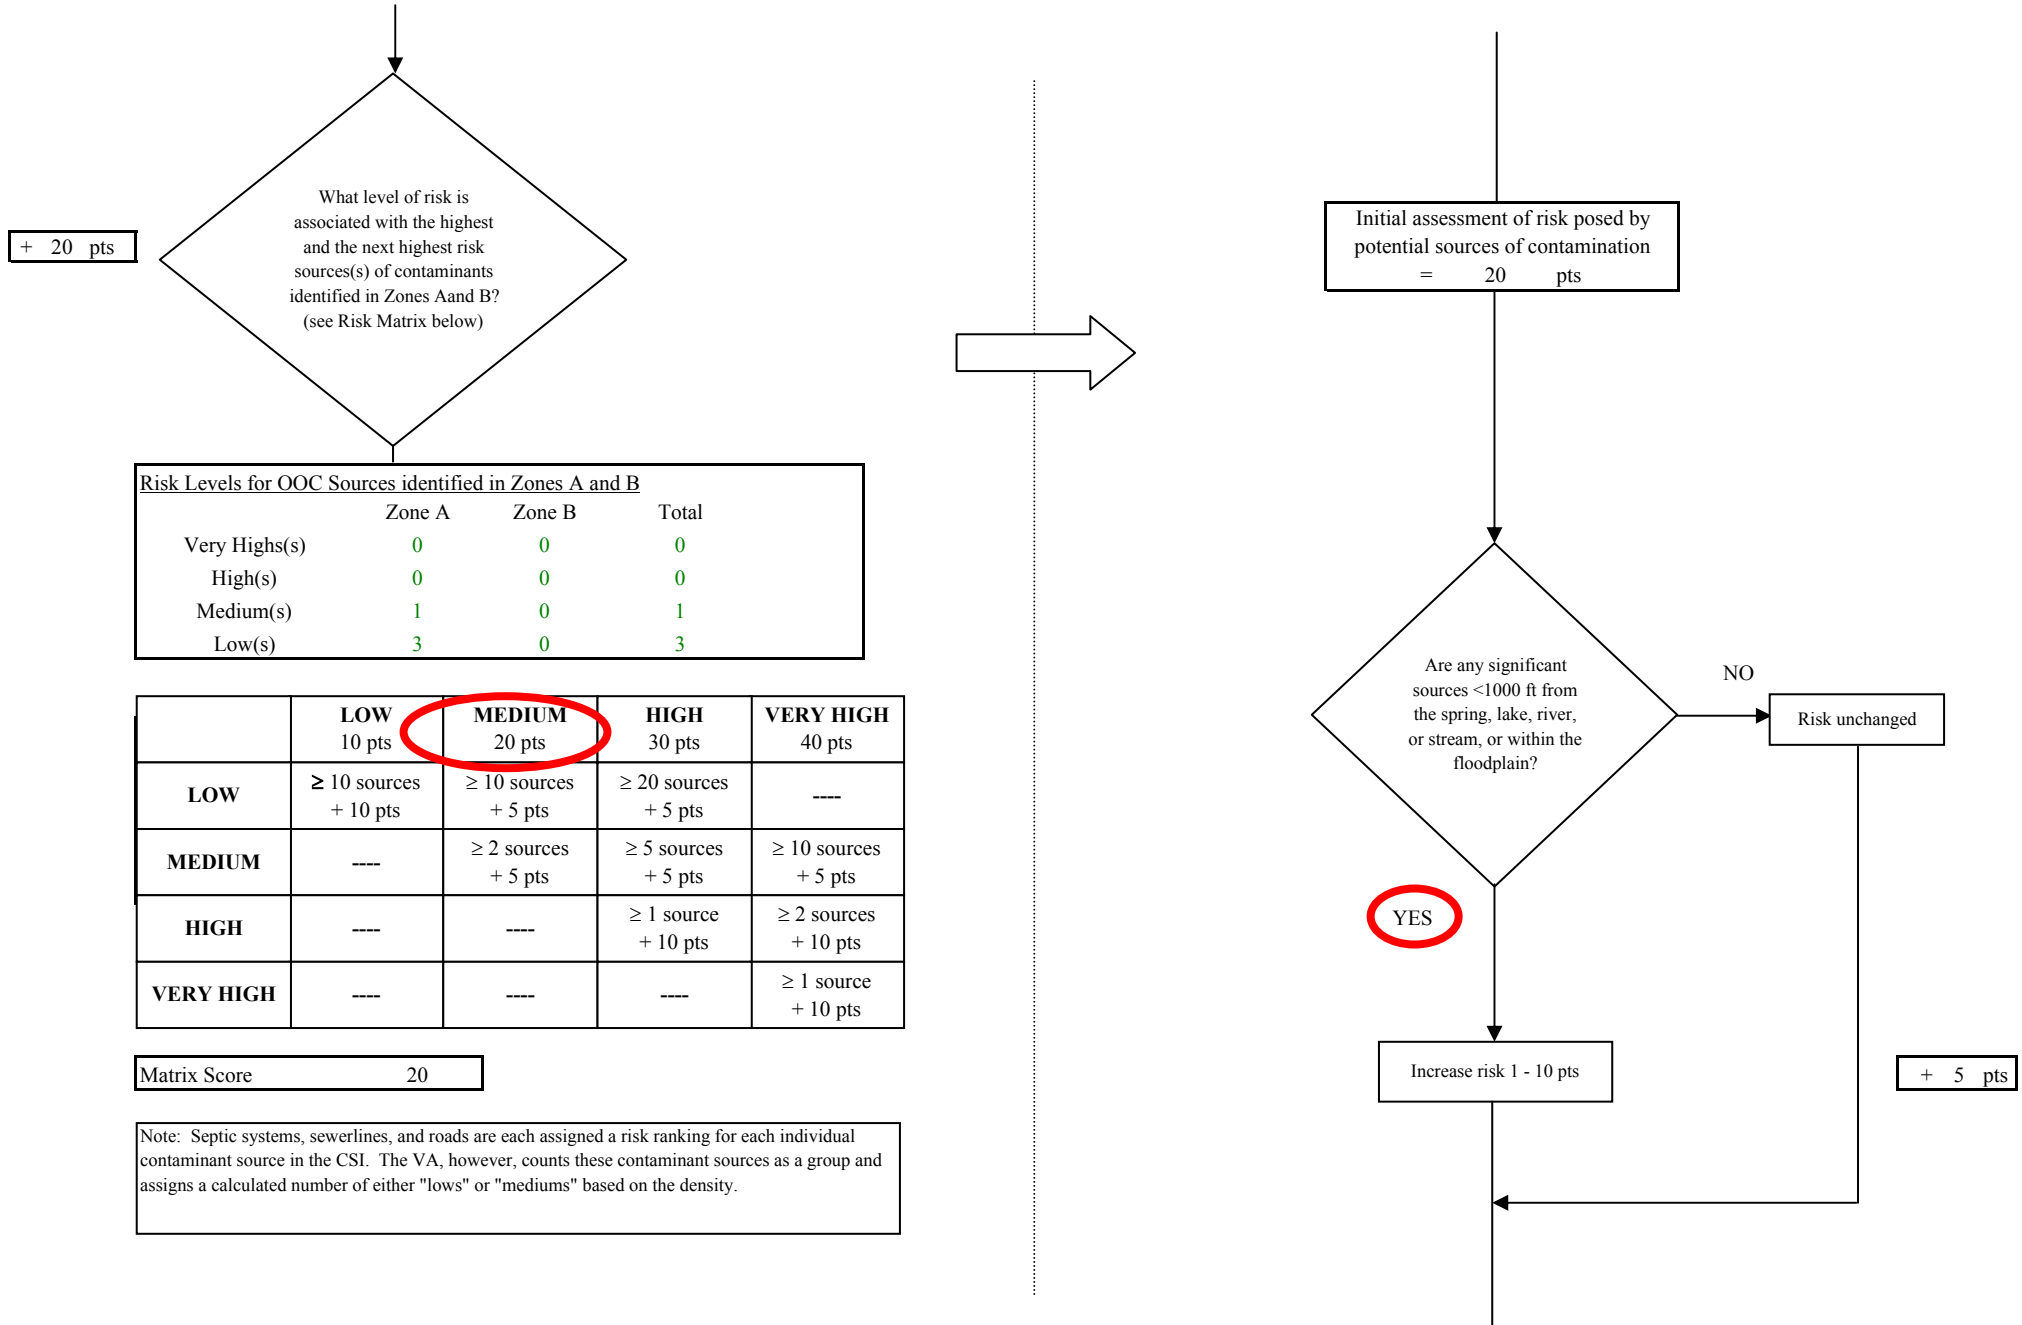 What level of risk is
associated with the highest
and the next highest risk
sources(s) of contaminants
identified in Zones Aand B?
(see Risk Matrix below)
+ 20 pts
Risk Levels for OOC Sources identified in Zones A and B
Zone A Zone B Total
Very Highs(s) 0 0 0
High(s) 0 0 0
Medium(s) 1 0 1
Low(s) 3 0 3
LOW MEDIUM HIGH VERY HIGH
10 pts 20 pts 30 pts 40 pts
LOW ≥ 10 sources ≥ 10 sources ≥ 20 sources ----
+ 10 pts + 5 pts + 5 pts
MEDIUM ---- ≥ 2 sources ≥ 5 sources ≥ 10 sources
+ 5 pts + 5 pts + 5 pts
HIGH ---- ---- ≥ 1 source ≥ 2 sources
+ 10 pts + 10 pts
VERY HIGH ---- ---- ---- ≥ 1 source
+ 10 pts
Matrix Score 20
Note: Septic systems, sewerlines, and roads are each assigned a risk ranking for each individual
contaminant source in the CSI. The VA, however, counts these contaminant sources as a group and
assigns a calculated number of either "lows" or "mediums" based on the density.
Initial assessment of risk posed by
potential sources of contamination
= 20 pts
Are any significant
sources <1000 ft from
the spring, lake, river,
or stream, or within the
floodplain?
NO
Risk unchanged
YES
Increase risk 1 - 10 pts
+ 5 pts